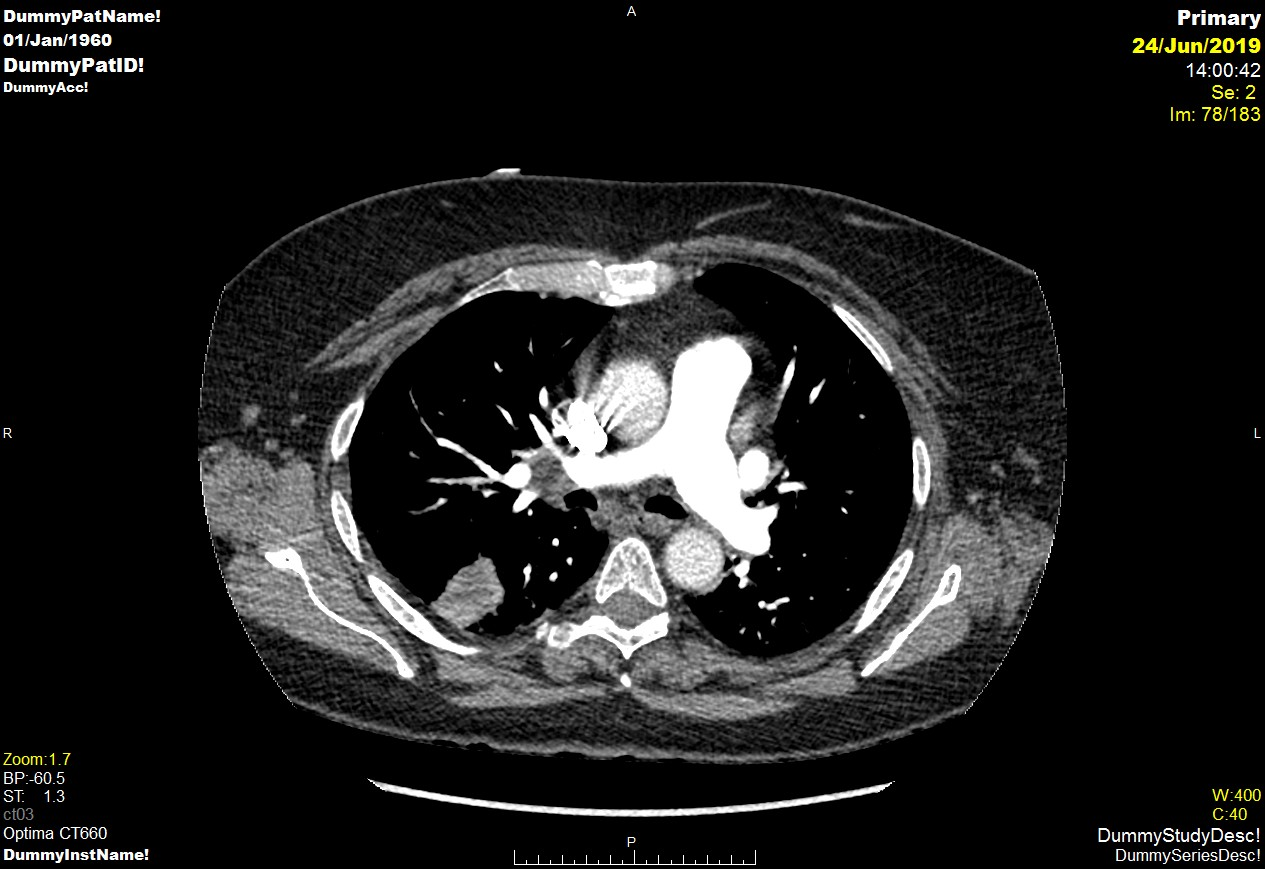 DummyPatName!
01/Jan/1960
DummyPatID!
DummyAcc!
A
Primary
24/Jun/2019
14:00:42
Se: 2
Im: 78/183
R
L
Zoom:1.7
BP:-60.5
ST: 1.3
ct03
Optima CT660
DummyInstName!
P
W:400
C:40
DummyStudyDesc!
DummySeriesDesc!